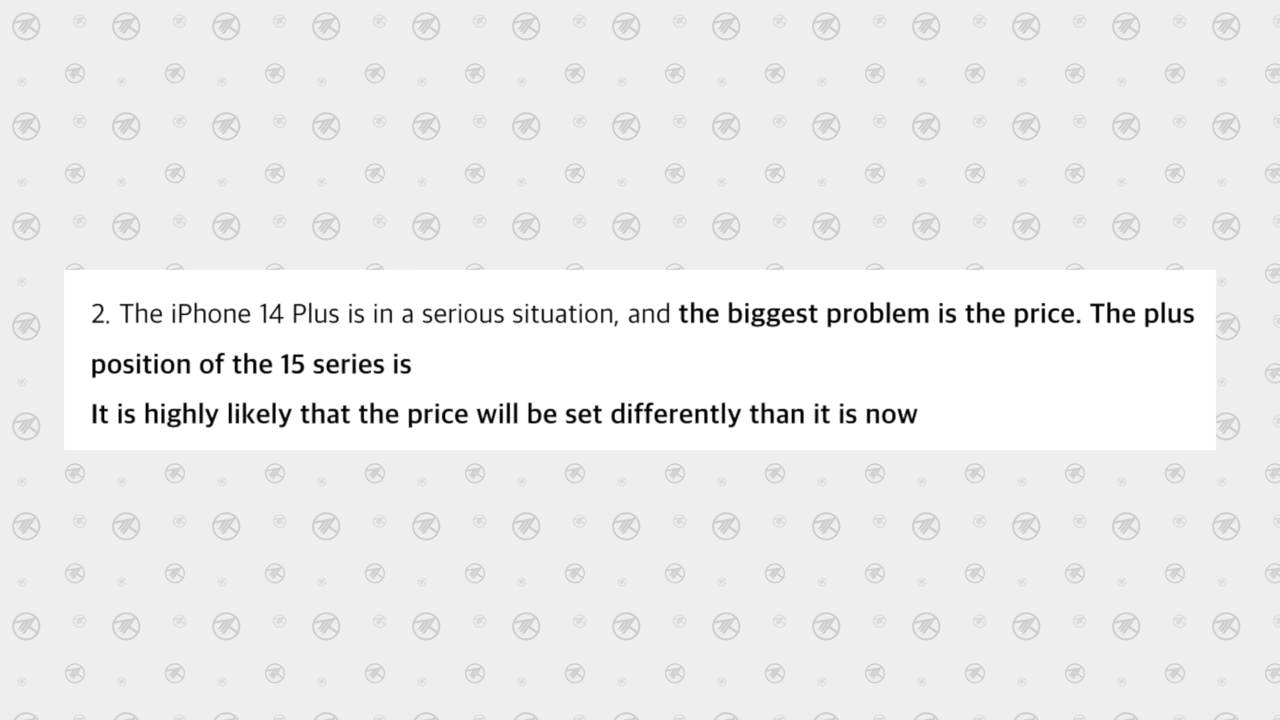 2. The iPhone 14 Plus is in a serious situation, and the biggest problem is the price. The plus
position of the 15 series is
It is highly likely that the price will be set differently than it is now